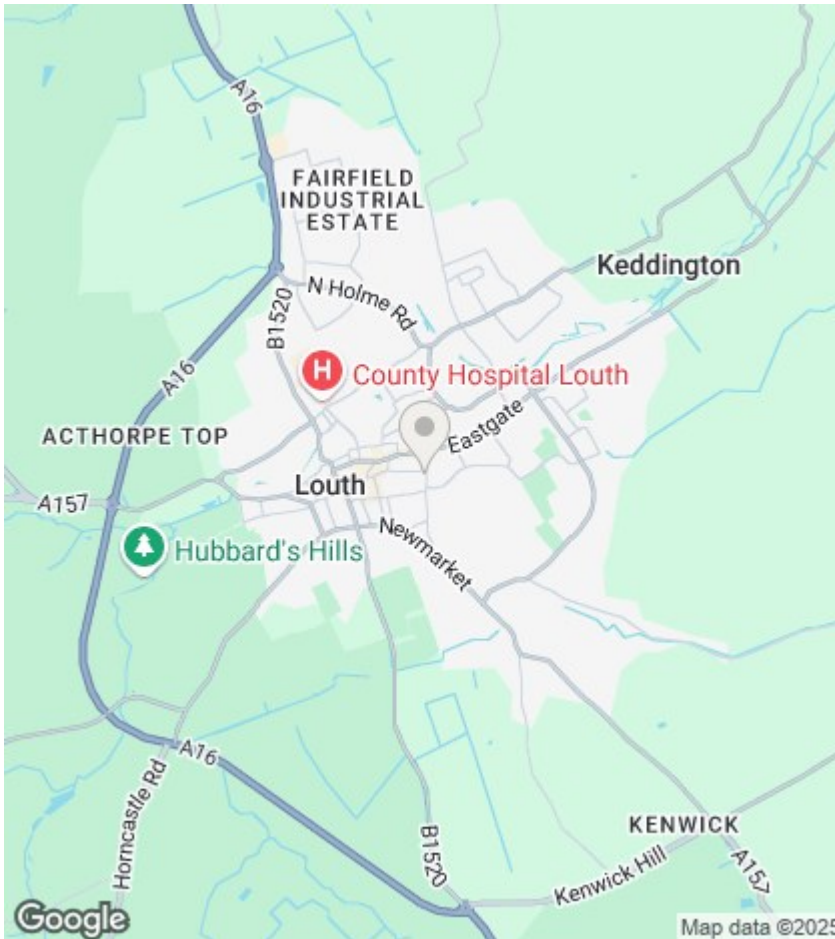 A16
FAIRFIELD
INDUSTRIAL
ESTATE
Keddington
N Holme Rd
B1520
A16
H
County Hospital Louth
Eastgate
ACTHORPE TOP
Louth
A157
Newmarket
Hubbard's Hills
A16
Horncastle Rd
B1520
KENWICK
Kenwick Hill
A157
Google
Map data ©2025